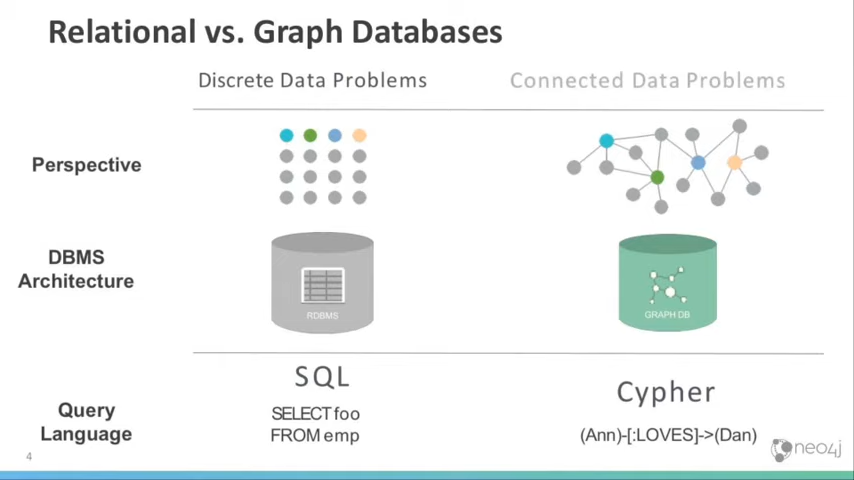 Relational vs. Graph Databases
Discrete Data Problems
Connected Data Problems
Perspective
DBMS
Architecture
RDBMS
GRAPH DB
Query
Language
SQL
SELECT foo
FROM emp
Cypher
(Ann)-[:LOVES]->(Dan)
4
neo4j